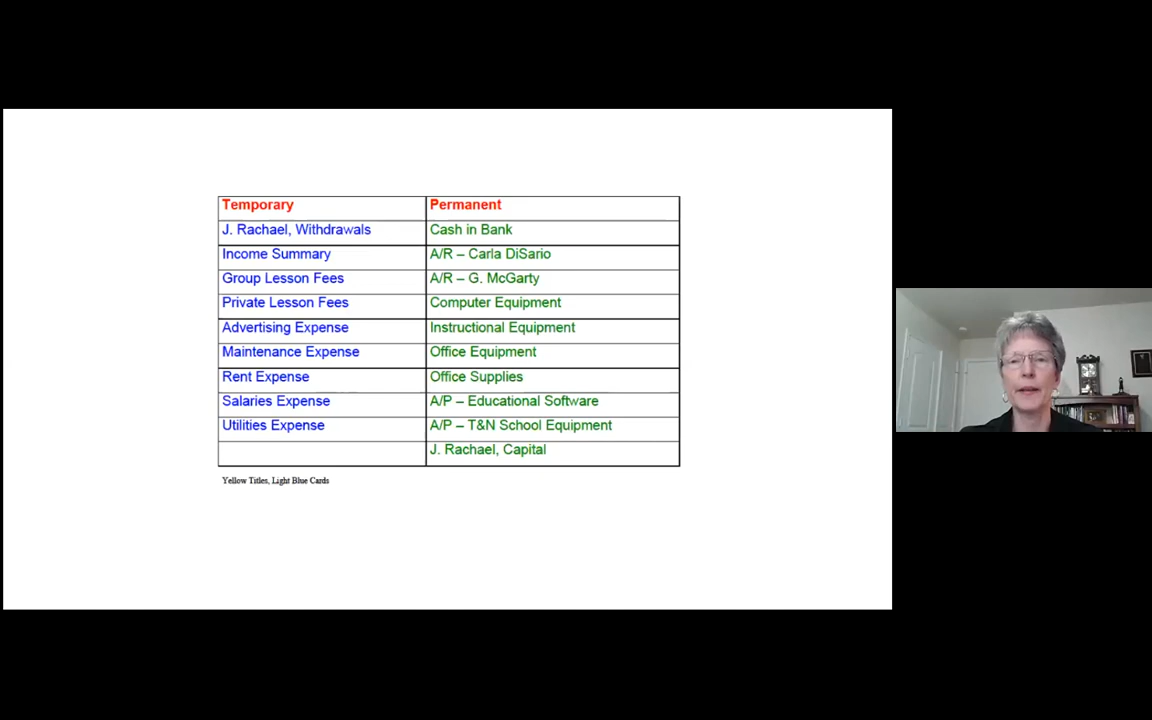 Temporary Permanent
J. Rachael, Withdrawals Cash in Bank
Income Summary A/R – Carla DiSario
Group Lesson Fees A/R – G. McGarty
Private Lesson Fees Computer Equipment
Advertising Expense Instructional Equipment
Maintenance Expense Office Equipment
Rent Expense Office Supplies
Salaries Expense A/P – Educational Software
Utilities Expense A/P – T&N School Equipment
J. Rachael, Capital
Yellow Titles, Light Blue Cards